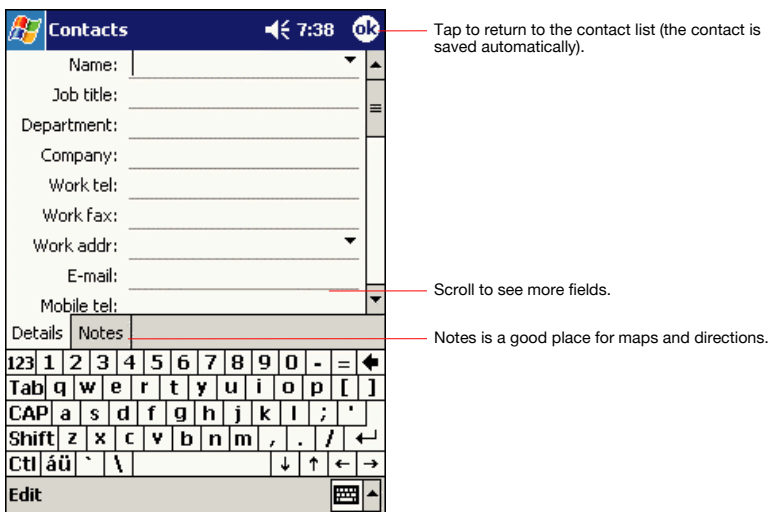 Contacts 7:38 ok
Tap to return to the contact list (the contact is
saved automatically).
Name:
Job title:
Department:
Company:
Work tel:
Work fax:
Work addr:
E-mail:
Scroll to see more fields.
Mobile tel:
Details Notes
Notes is a good place for maps and directions.
123 1 2 3 4 5 6 7 8 9 0 - =
Tab q w e r t y u i o p [ ]
CAP a s d f g h j k l ; '
Shift z x c v b n m , . /
Ctl áü ` \ ↓ ↑ ← →
Edit